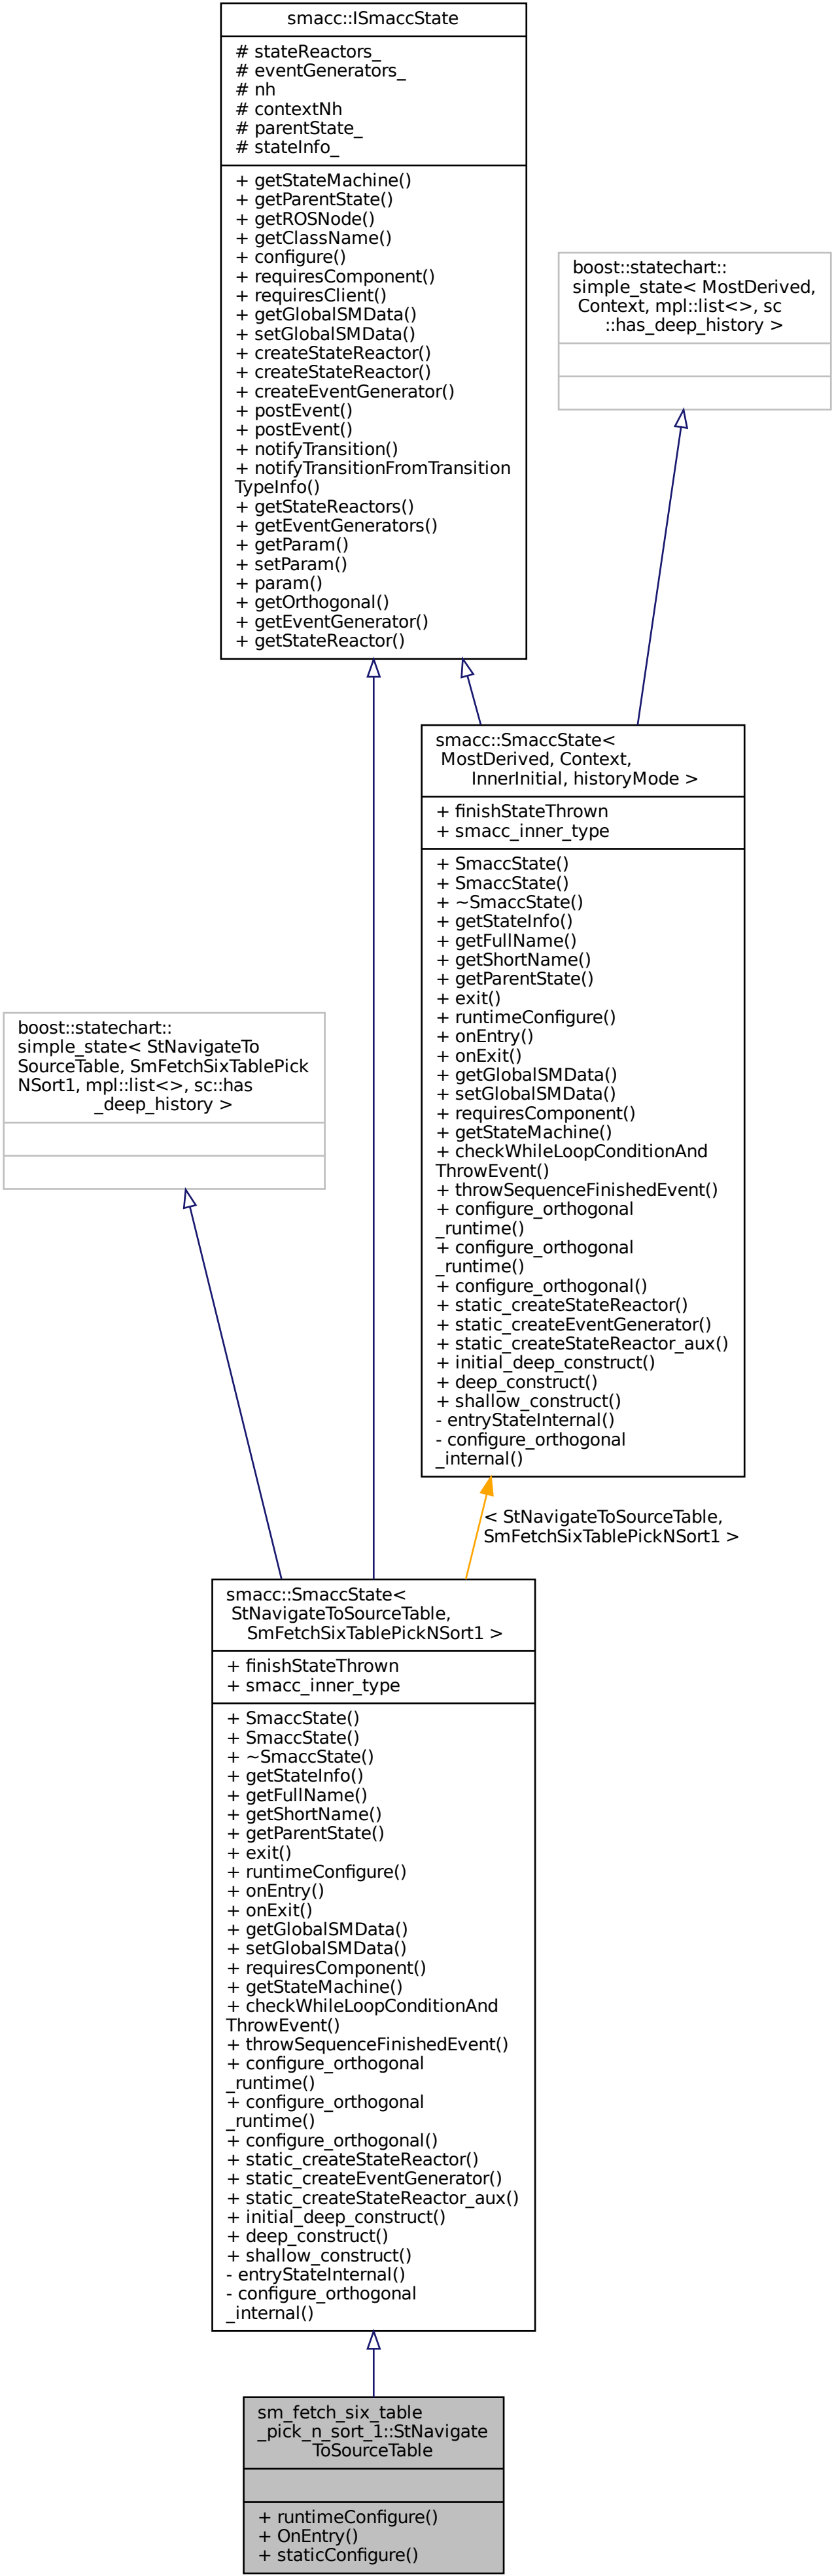 smacc::ISmaccState
# stateReactors_
# eventGenerators_
# nh
# contextNh
# parentState_
# stateInfo_
+ getStateMachine()
+ getParentState()
+ getROSNode()
+ getClassName()
+ configure()
+ requiresComponent()
+ requiresClient()
+ getGlobalSMData()
+ setGlobalSMData()
+ createStateReactor()
+ createStateReactor()
+ createEventGenerator()
+ postEvent()
+ postEvent()
+ notifyTransition()
+ notifyTransitionFromTransition
TypeInfo()
+ getStateReactors()
+ getEventGenerators()
+ getParam()
+ setParam()
+ param()
+ getOrthogonal()
+ getEventGenerator()
+ getStateReactor()
boost::statechart::
simple_state< MostDerived,
Context, mpl::list<>, sc
::has_deep_history >
smacc::SmaccState<
MostDerived, Context,
InnerInitial, historyMode >
+ finishStateThrown
+ smacc_inner_type
+ SmaccState()
+ SmaccState()
+ ~SmaccState()
+ getStateInfo()
+ getFullName()
+ getShortName()
+ getParentState()
+ exit()
+ runtimeConfigure()
+ onEntry()
+ onExit()
+ getGlobalSMData()
+ setGlobalSMData()
+ requiresComponent()
+ getStateMachine()
+ checkWhileLoopConditionAnd
ThrowEvent()
+ throwSequenceFinishedEvent()
+ configure_orthogonal
_runtime()
+ configure_orthogonal
_runtime()
+ configure_orthogonal()
+ static_createStateReactor()
+ static_createEventGenerator()
+ static_createStateReactor_aux()
+ initial_deep_construct()
+ deep_construct()
+ shallow_construct()
- entryStateInternal()
- configure_orthogonal
_internal()
boost::statechart::
simple_state< StNavigateTo
SourceTable, SmFetchSixTablePick
NSort1, mpl::list<>, sc::has
_deep_history >
< StNavigateToSourceTable,
SmFetchSixTablePickNSort1 >
smacc::SmaccState<
StNavigateToSourceTable,
SmFetchSixTablePickNSort1 >
+ finishStateThrown
+ smacc_inner_type
+ SmaccState()
+ SmaccState()
+ ~SmaccState()
+ getStateInfo()
+ getFullName()
+ getShortName()
+ getParentState()
+ exit()
+ runtimeConfigure()
+ onEntry()
+ onExit()
+ getGlobalSMData()
+ setGlobalSMData()
+ requiresComponent()
+ getStateMachine()
+ checkWhileLoopConditionAnd
ThrowEvent()
+ throwSequenceFinishedEvent()
+ configure_orthogonal
_runtime()
+ configure_orthogonal
_runtime()
+ configure_orthogonal()
+ static_createStateReactor()
+ static_createEventGenerator()
+ static_createStateReactor_aux()
+ initial_deep_construct()
+ deep_construct()
+ shallow_construct()
- entryStateInternal()
- configure_orthogonal
_internal()
sm_fetch_six_table
_pick_n_sort_1::StNavigate
ToSourceTable
+ runtimeConfigure()
+ OnEntry()
+ staticConfigure()